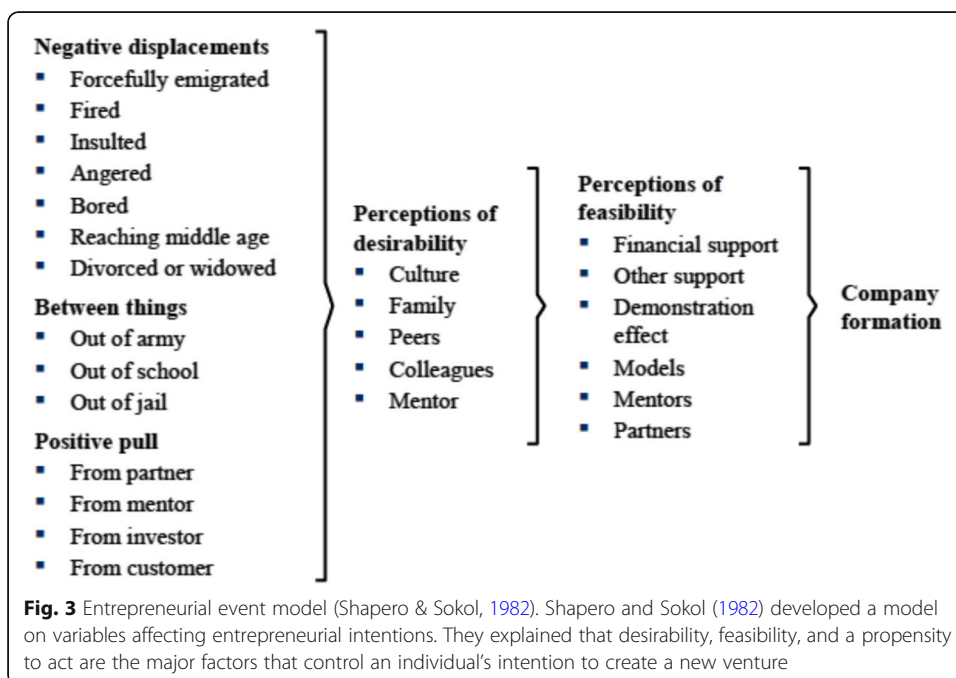 Negative displacements
▪ Forcefully emigrated
▪ Fired
▪ Insulted
▪ Angered
▪ Bored
▪ Reaching middle age
▪ Divorced or widowed
Between things
▪ Out of army
▪ Out of school
▪ Out of jail
Positive pull
▪ From partner
▪ From mentor
▪ From investor
▪ From customer
Perceptions of
desirability
▪ Culture
▪ Family
▪ Peers
▪ Colleagues
▪ Mentor
Perceptions of
feasibility
▪ Financial support
▪ Other support
▪ Demonstration
effect
▪ Models
▪ Mentors
▪ Partners
Company
formation
Fig. 3 Entrepreneurial event model (Shapero & Sokol, 1982). Shapero and Sokol (1982) developed a model
on variables affecting entrepreneurial intentions. They explained that desirability, feasibility, and a propensity
to act are the major factors that control an individual's intention to create a new venture